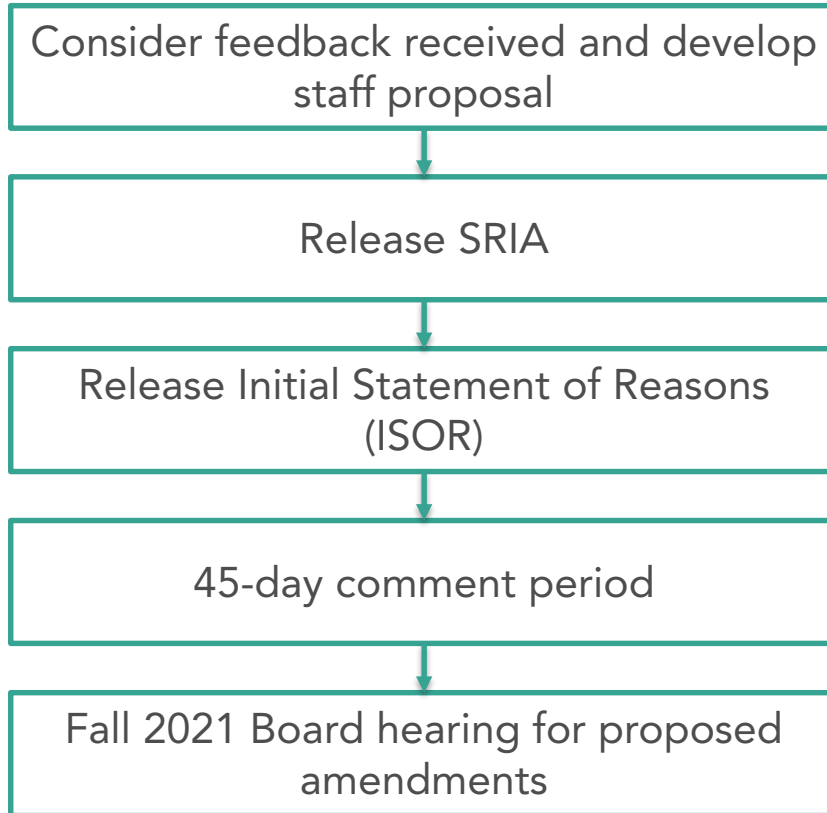 Consider feedback received and develop
staff proposal
Release SRIA
Release Initial Statement of Reasons
(ISOR)
45-day comment period
Fall 2021 Board hearing for proposed
amendments